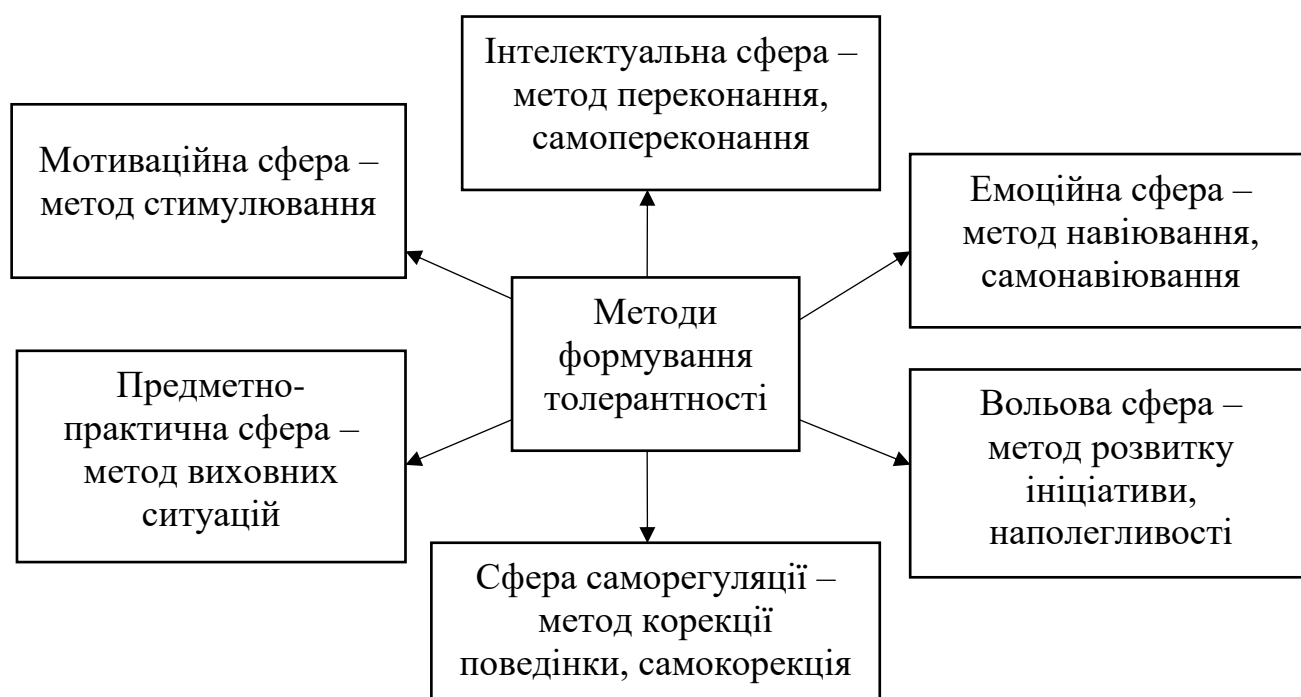 Інтелектуальна сфера –
метод переконання,
самопереконання
Мотиваційна сфера –
метод стимулювання
Емоційна сфера –
метод навіювання,
самонавіювання
Методи
формування
толерантності
Предметно-
практична сфера –
метод виховних
ситуацій
Вольова сфера –
метод розвитку
ініціативи,
наполегливості
Сфера саморегуляції –
метод корекції
поведінки, самокорекція